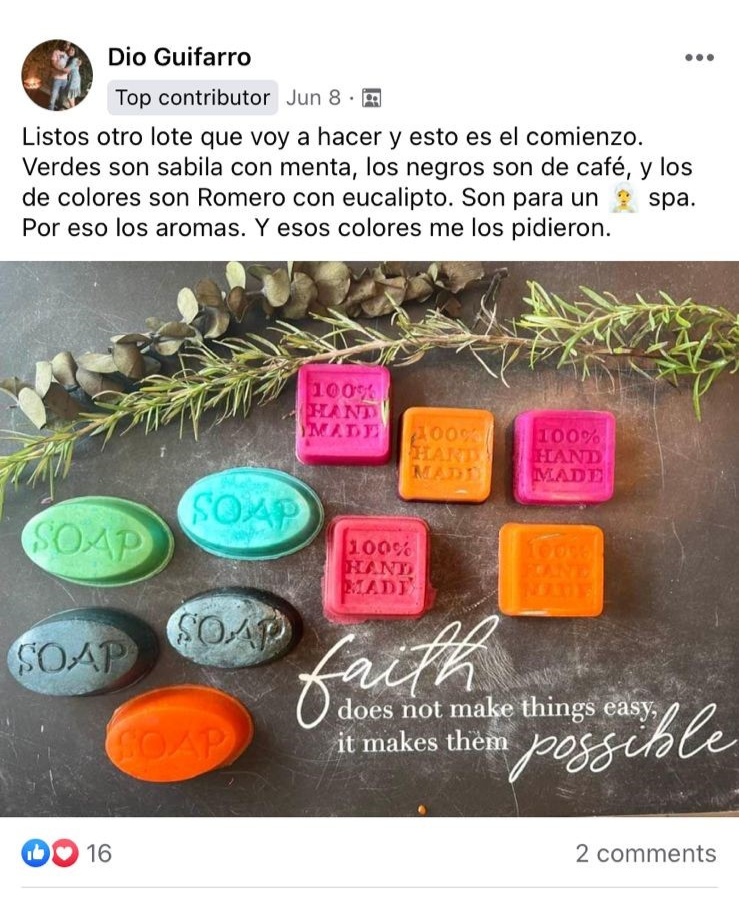 Dio Guifarro
Top contributor Jun 8 ·
Listos otro lote que voy a hacer y esto es el comienzo.
Verdes son sabila con menta, los negros son de café, y los
de colores son Romero con eucalipto. Son para un 👰 spa.
Por eso los aromas. Y esos colores me los pidieron.
100%
HAND
MADE
100%
HAND
MADE
100%
HAND
MADE
SOAP
SOAP
100%
HAND
MADE
100%
HAND
MADE
SOAP
SOAP
SOAP
faith
does not make things easy,
it makes them possible
16
2 comments